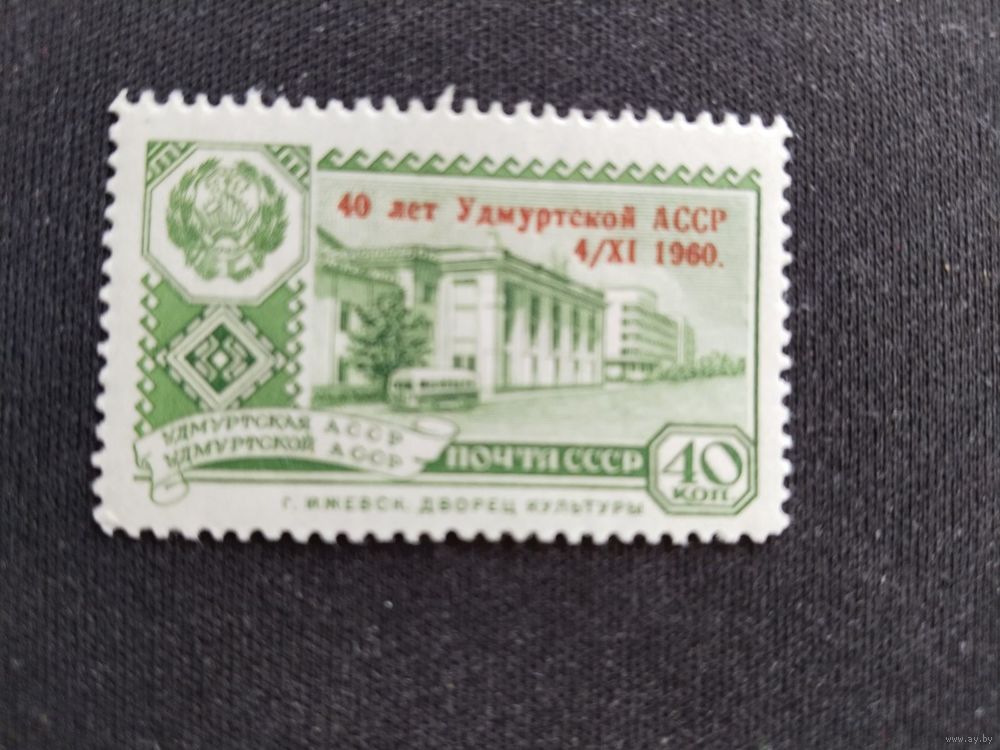 40 лет Удмуртской АССР
4/XI 1960.
УДМУРТСКАЯ АССР
УДМУРТСКОЙ АССР
ПОЧТА СССР
40
КОП.
Г. ИЖЕВСК. ДВОРЕЦ КУЛЬТУРЫ
© www.ay.by